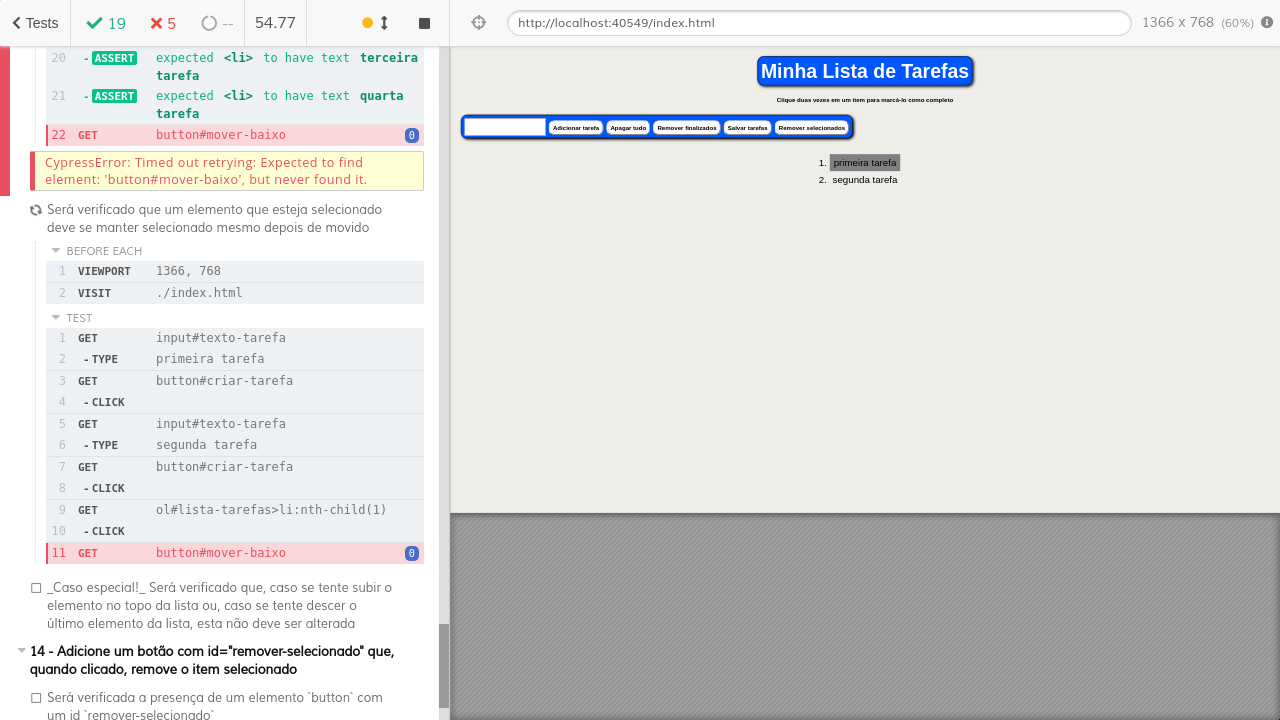 Tests 19 5 -- 54.77
http://localhost:40549/index.html 1366 x 768 (60%)
20 - ASSERT expected <li> to have text terceira
tarefa
21 - ASSERT expected <li> to have text quarta
tarefa
22 GET button#mover-baixo 0
CypressError: Timed out retrying: Expected to find
element: 'button#mover-baixo', but never found it.
Será verificado que um elemento que esteja selecionado
deve se manter selecionado mesmo depois de movido
BEFORE EACH
1 VIEWPORT 1366, 768
2 VISIT ./index.html
TEST
1 GET input#texto-tarefa
2 - TYPE primeira tarefa
3 GET button#criar-tarefa
4 - CLICK
5 GET input#texto-tarefa
6 - TYPE segunda tarefa
7 GET button#criar-tarefa
8 - CLICK
9 GET ol#lista-tarefas>li:nth-child(1)
10 - CLICK
11 GET button#mover-baixo 0
_Caso especial!_ Será verificado que, caso se tente subir o
elemento no topo da lista ou, caso se tente descer o
último elemento da lista, esta não deve ser alterada
14 - Adicione um botão com id="remover-selecionado" que,
quando clicado, remove o item selecionado
Será verificada a presença de um elemento `button` com
um id `remover-selecionado`
Minha Lista de Tarefas
Clique duas vezes em um item para marcá-lo como completo
Adicionar tarefa Apagar tudo Remover finalizados Salvar tarefas Remover selecionados
1. primeira tarefa
2. segunda tarefa